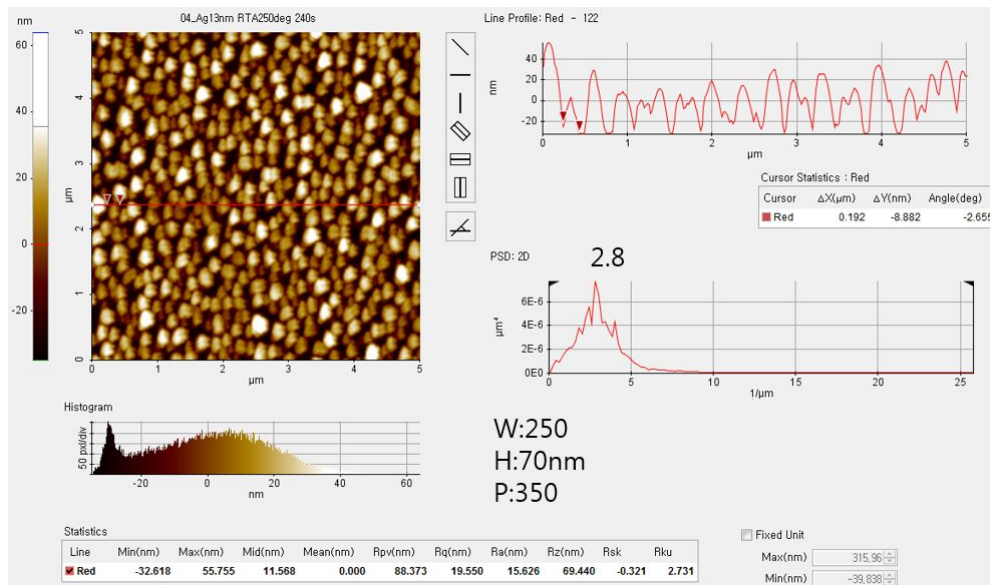 nm
04_Ag13nm RTA250deg 240s
Line Profile: Red - 122
60
40
20
0
-20
5
4
3
2
1
0
μm
0 1 2 3 4 5
μm
40
20
0
-20
nm
0 1 2 3 4 5
μm
Cursor Statistics : Red
Cursor ΔX(μm) ΔY(nm) Angle(deg)
Red 0.192 -8.882 -2.655
PSD: 2D
2.8
6E-6
4E-6
2E-6
0E0
μm⁴
0 5 10 15 20 25
1/μm
Histogram
50 pxl/div
-20 0 20 40 60
nm
W:250
H:70nm
P:350
Statistics
Line Min(nm) Max(nm) Mid(nm) Mean(nm) Rpv(nm) Rq(nm) Ra(nm) Rz(nm) Rsk Rku
Red -32.618 55.755 11.568 0.000 88.373 19.550 15.626 69.440 -0.321 2.731
Fixed Unit
Max(nm) 315,96
Min(nm) -39,838